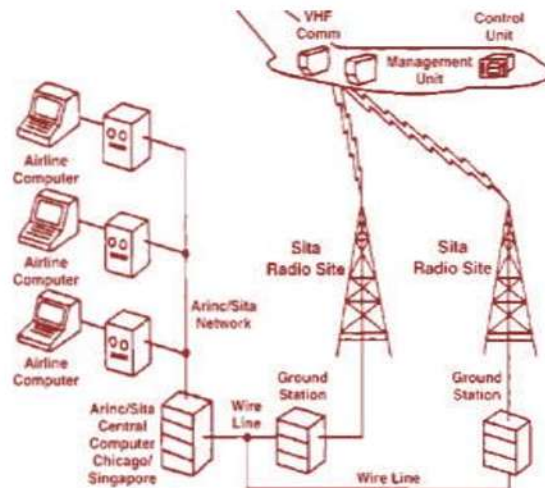 VHF
Comm
Control
Unit
Management
Unit
Airline
Computer
Airline
Computer
Airline
Computer
Sita
Radio Site
Sita
Radio Site
Arinc/Sita
Network
Ground
Station
Ground
Station
Wire
Line
Arinc/Sita
Central
Computer
Chicago/
Singapore
Wire Line